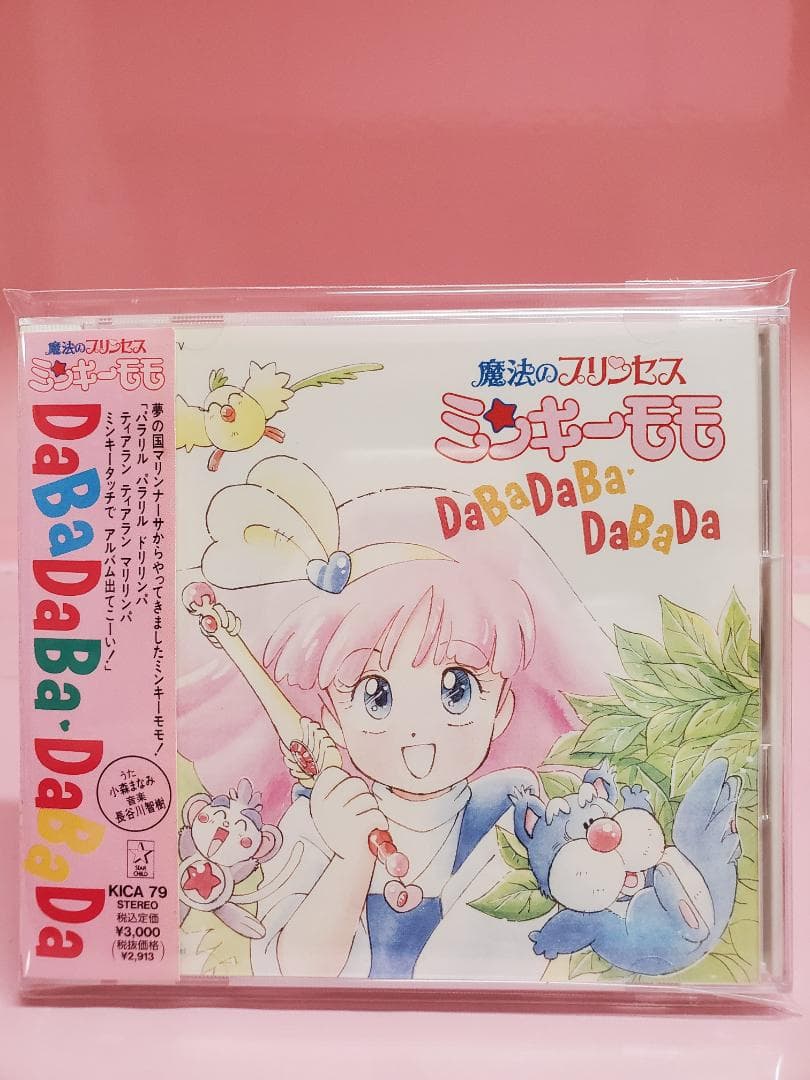 魔法のプリンセス
ミンキーモモ
DaBaDaBa・DaBaDa
夢の国マリンナーサからやってきましたミンキーモモ!
「パラリル パラリル ドリリンパ
ティアラン ティアラン マリリンパ
ミンキータッチで アルバム出てこーい!」
うた
小森まなみ
音楽
長谷川智樹
STAR
CHILD
KICA 79
STEREO
税込定価
¥3,000
(税抜価格)
¥2,913
TV
魔法のプリンセス
ミンキーモモ
DaBaDaBa・
DaBaDa